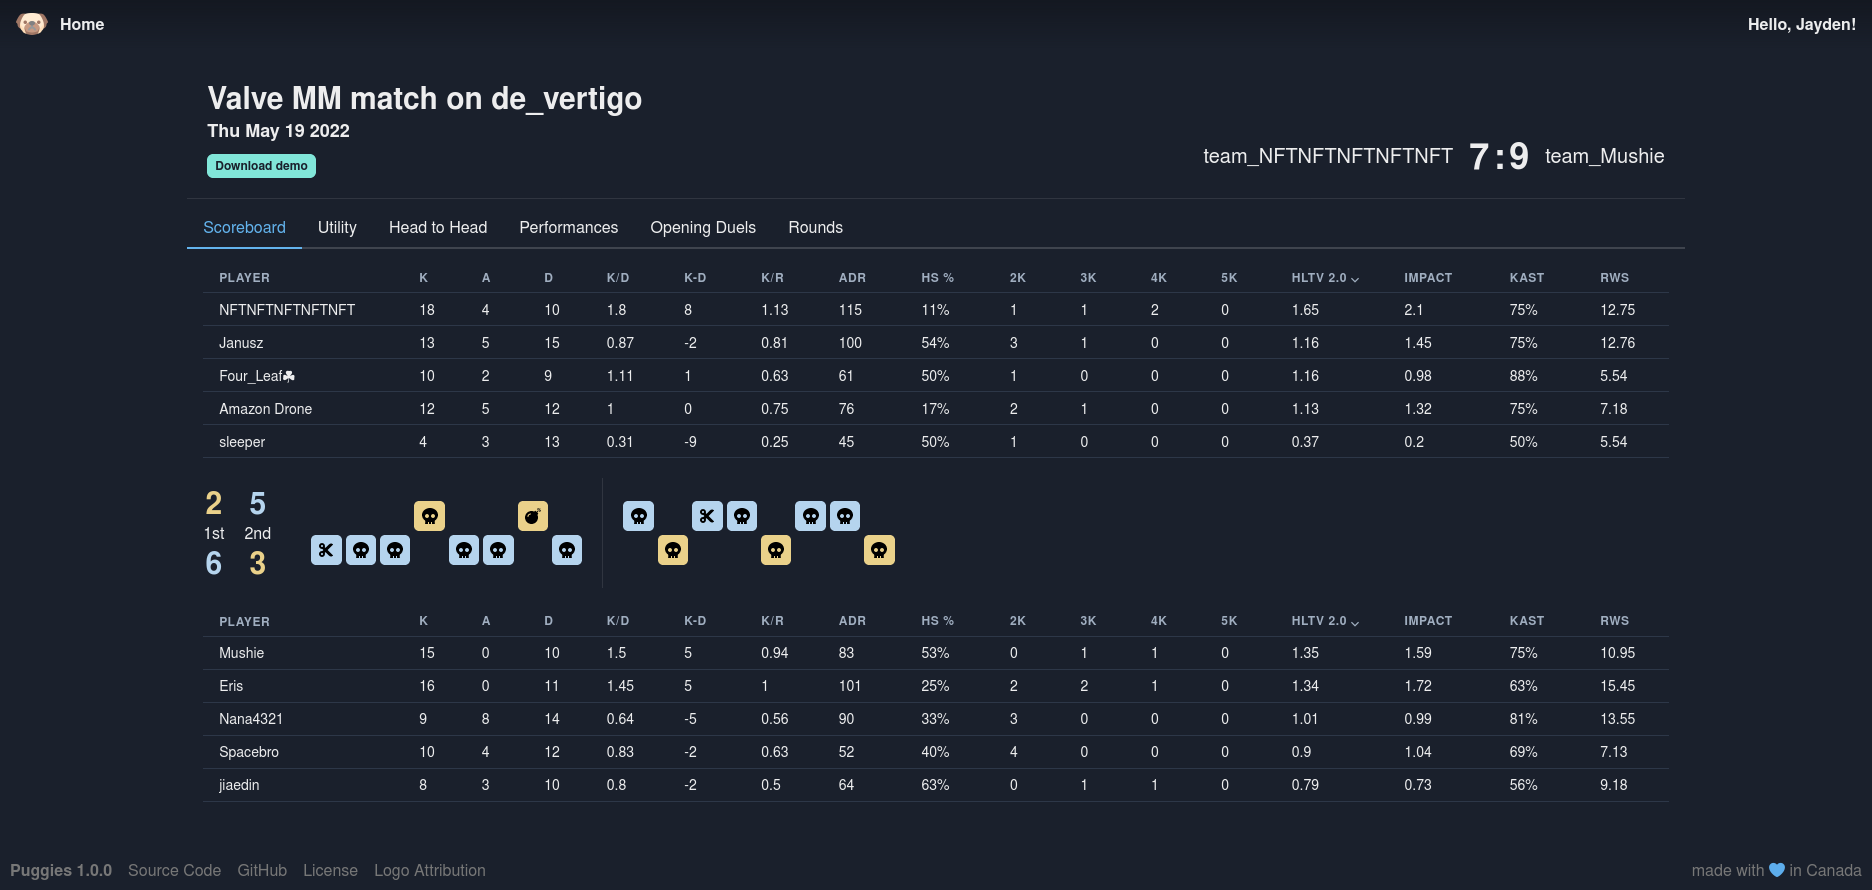 Home Hello, Jayden!
Valve MM match on de_vertigo
Thu May 19 2022
Download demo
team_NFTNFTNFTNFTNFT 7:9 team_Mushie
Scoreboard Utility Head to Head Performances Opening Duels Rounds
PLAYER K A D K/D K-D K/R ADR HS % 2K 3K 4K 5K HLTV 2.0 IMPACT KAST RWS
NFTNFTNFTNFTNFT 18 4 10 1.8 8 1.13 115 11% 1 1 2 0 1.65 2.1 75% 12.75
Janusz 13 5 15 0.87 -2 0.81 100 54% 3 1 0 0 1.16 1.45 75% 12.76
Four_Leaf☘ 10 2 9 1.11 1 0.63 61 50% 1 0 0 0 1.16 0.98 88% 5.54
Amazon Drone 12 5 12 1 0 0.75 76 17% 2 1 0 0 1.13 1.32 75% 7.18
sleeper 4 3 13 0.31 -9 0.25 45 50% 1 0 0 0 0.37 0.2 50% 5.54
2 5
1st 2nd
6 3
PLAYER K A D K/D K-D K/R ADR HS % 2K 3K 4K 5K HLTV 2.0 IMPACT KAST RWS
Mushie 15 0 10 1.5 5 0.94 83 53% 0 1 1 0 1.35 1.59 75% 10.95
Eris 16 0 11 1.45 5 1 101 25% 2 2 1 0 1.34 1.72 63% 15.45
Nana4321 9 8 14 0.64 -5 0.56 90 33% 3 0 0 0 1.01 0.99 81% 13.55
Spacebro 10 4 12 0.83 -2 0.63 52 40% 4 0 0 0 0.9 1.04 69% 7.13
jiaedin 8 3 10 0.8 -2 0.5 64 63% 0 1 1 0 0.79 0.73 56% 9.18
Puggies 1.0.0 Source Code GitHub License Logo Attribution made with 💙 in Canada